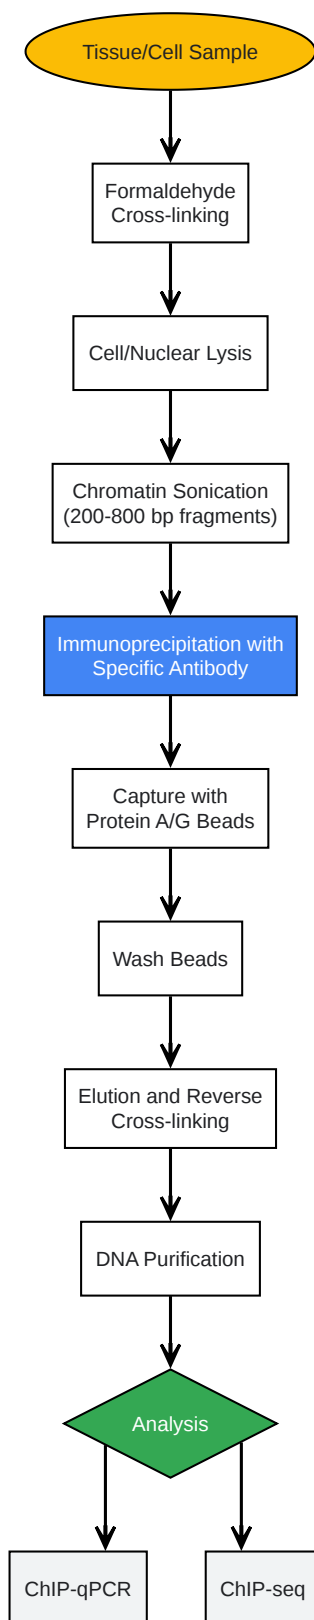 Tissue/Cell Sample
Formaldehyde
Cross-linking
Cell/Nuclear Lysis
Chromatin Sonication
(200-800 bp fragments)
Immunoprecipitation with
Specific Antibody
Capture with
Protein A/G Beads
Wash Beads
Elution and Reverse
Cross-linking
DNA Purification
Analysis
ChIP-qPCR
ChIP-seq